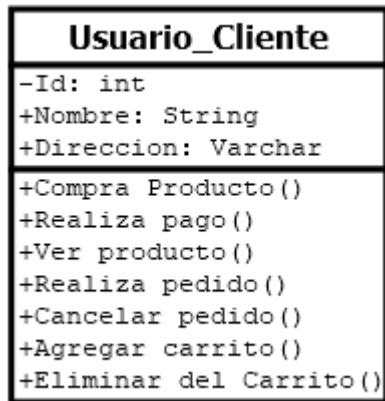 Usuario_Cliente
-Id: int
+Nombre: String
+Direccion: Varchar
+Compra Producto()
+Realiza pago()
+Ver producto()
+Realiza pedido()
+Cancelar pedido()
+Agregar carrito()
+Eliminar del Carrito()